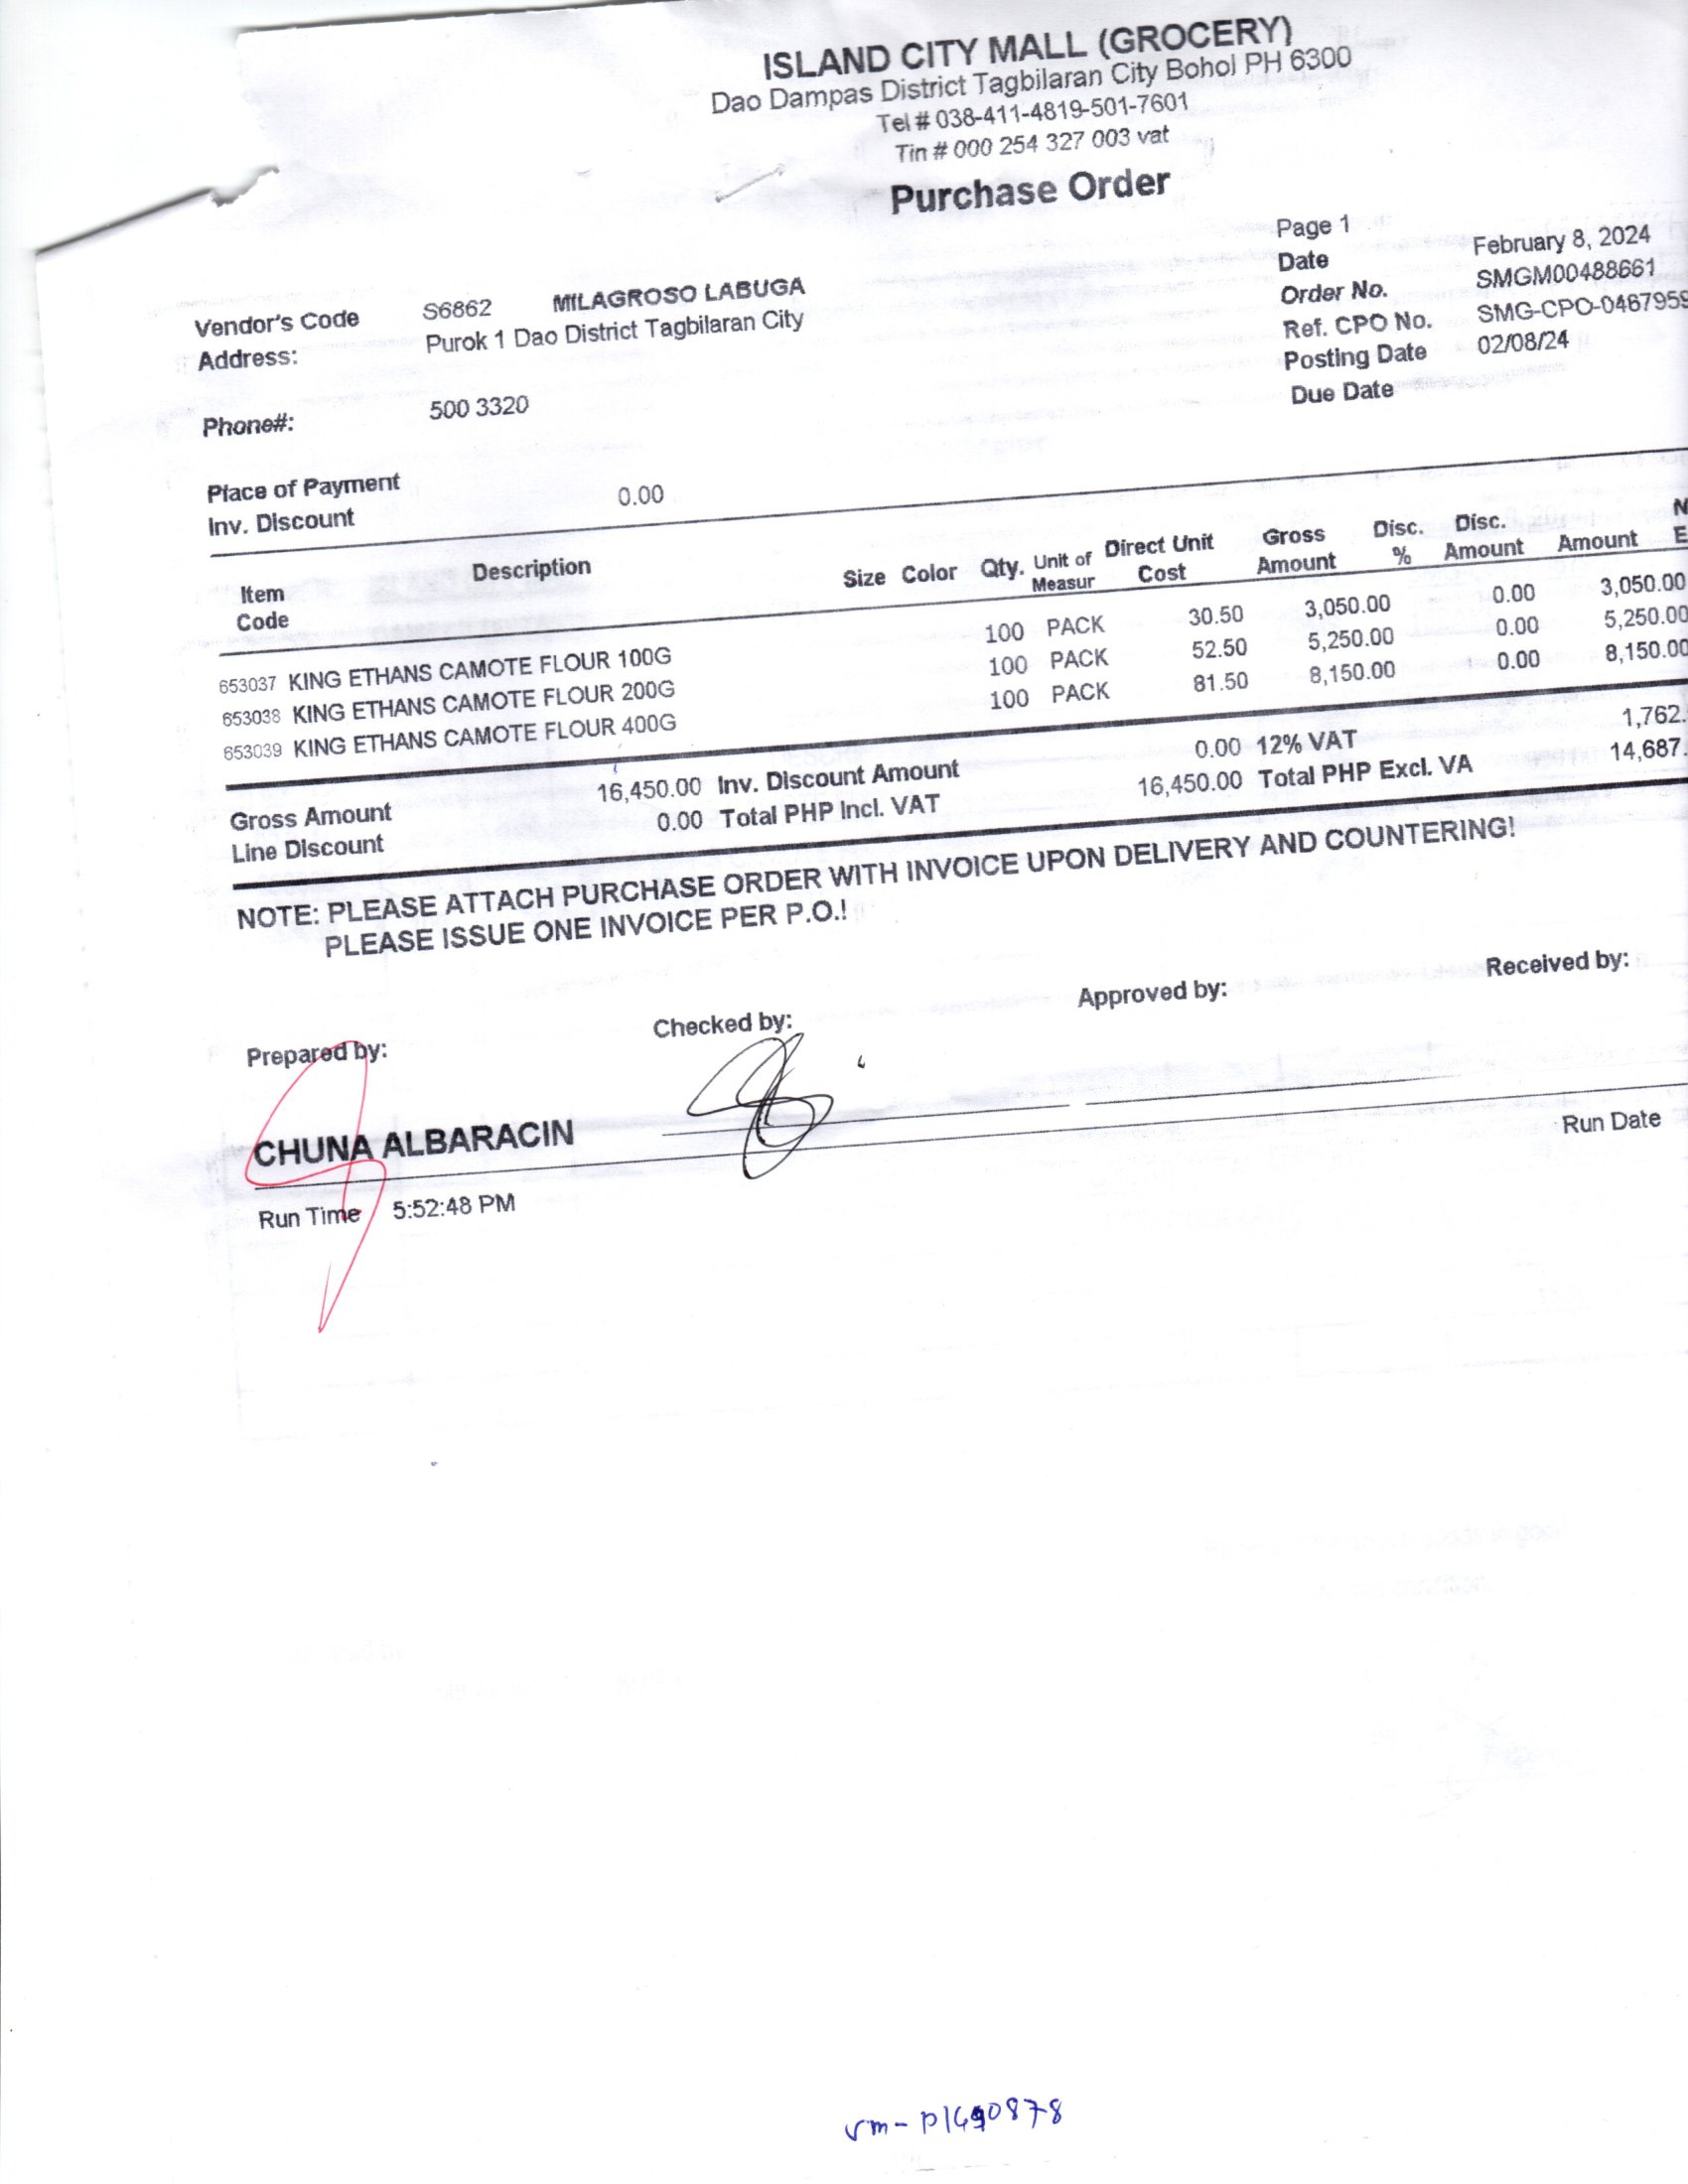 ISLAND CITY MALL (GROCERY)
Dao Dampas District Tagbilaran City Bohol PH 6300
Tel # 038-411-4819-501-7601
Tin # 000 254 327 003 vat
Purchase Order
Page 1
Date February 8, 2024
Order No. SMGM00488661
Ref. CPO No. SMG-CPO-0467959
Posting Date 02/08/24
Due Date
Vendor's Code S6862 MILAGROSO LABUGA
Address: Purok 1 Dao District Tagbilaran City
Phone#: 500 3320
Place of Payment
Inv. Discount 0.00
Item Code Description Size Color Qty. Unit of Measur Direct Unit Cost Gross Amount Disc. % Disc. Amount Amount
653037 KING ETHANS CAMOTE FLOUR 100G 100 PACK 30.50 3,050.00 0.00 3,050.00
653038 KING ETHANS CAMOTE FLOUR 200G 100 PACK 52.50 5,250.00 0.00 5,250.00
653039 KING ETHANS CAMOTE FLOUR 400G 100 PACK 81.50 8,150.00 0.00 8,150.00
Gross Amount 16,450.00 Inv. Discount Amount 0.00 12% VAT 1,762.
Line Discount 0.00 Total PHP Incl. VAT 16,450.00 Total PHP Excl. VA 14,687.
NOTE: PLEASE ATTACH PURCHASE ORDER WITH INVOICE UPON DELIVERY AND COUNTERING!
PLEASE ISSUE ONE INVOICE PER P.O.!
Prepared by: Checked by: Approved by: Received by:
CHUNA ALBARACIN
Run Time 5:52:48 PM Run Date